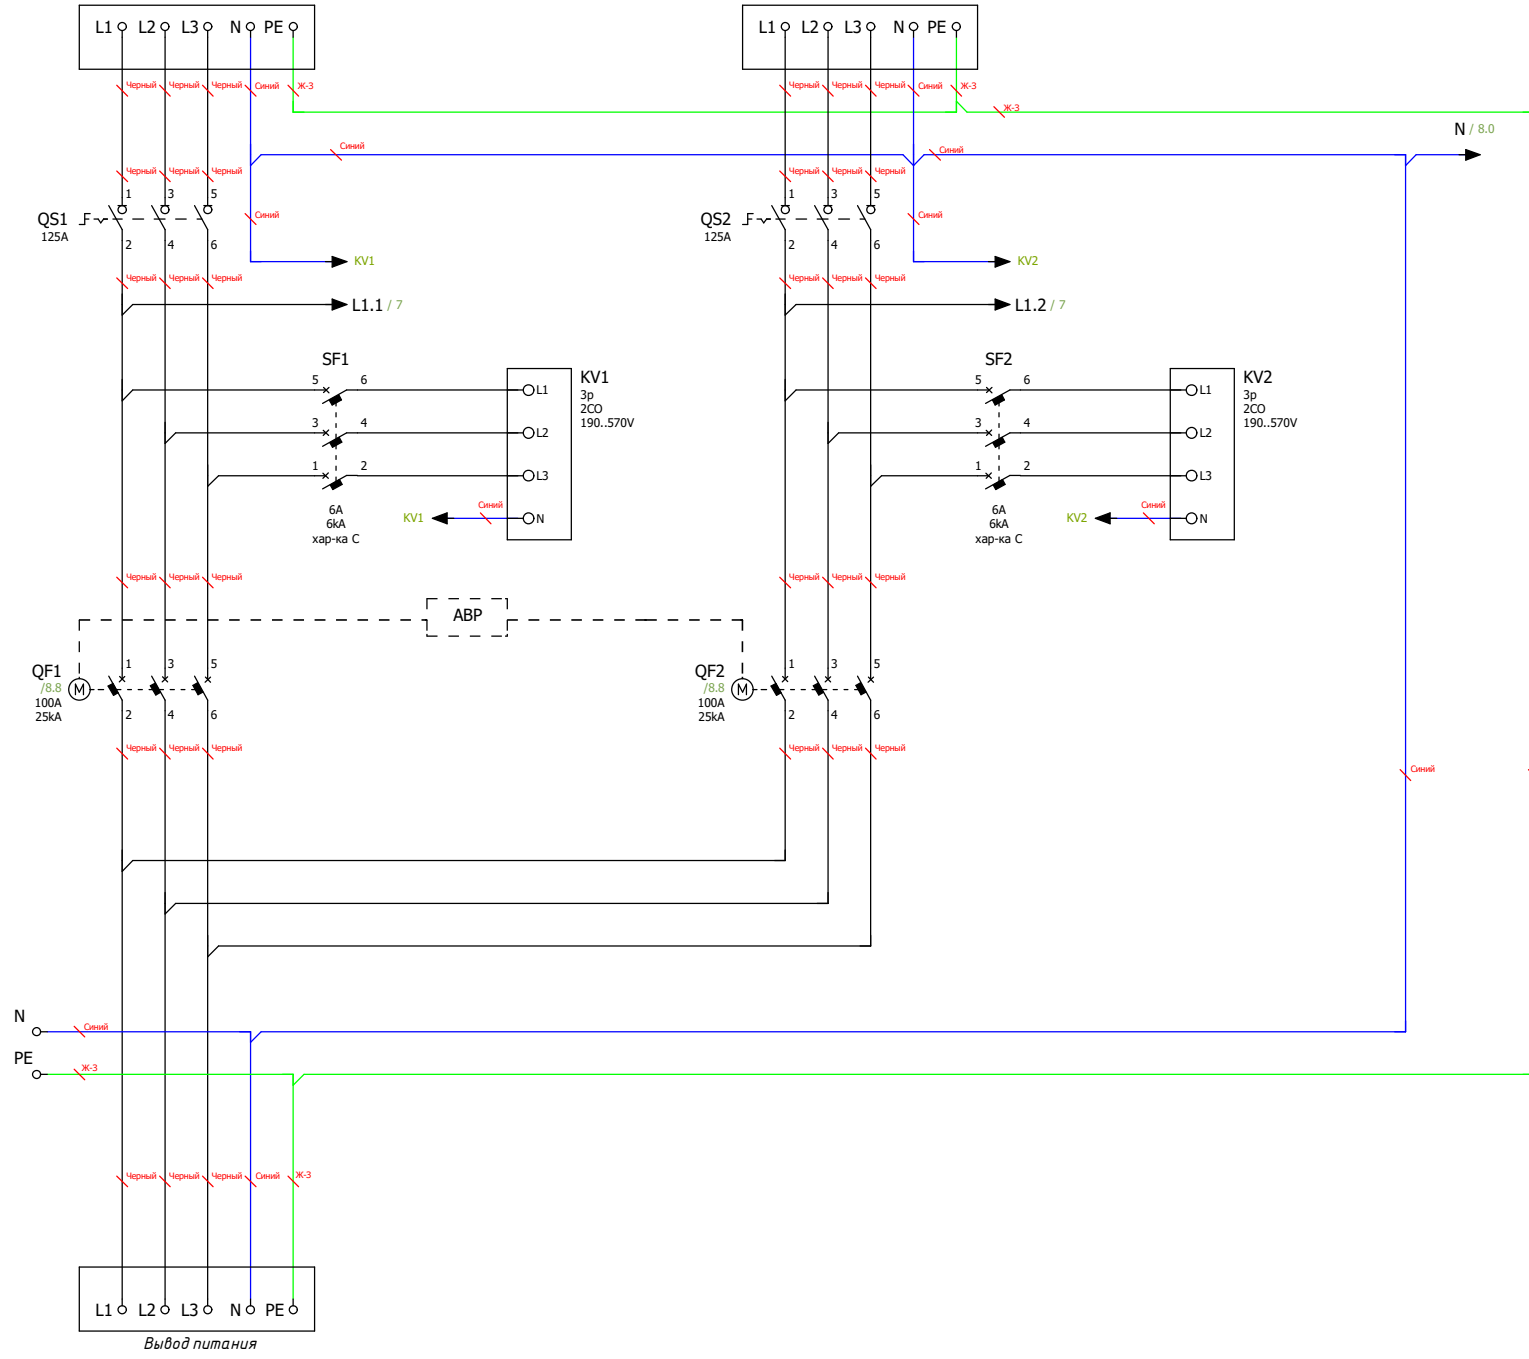 L1 L2 L3 N PE L1 L2 L3 N PE
Черный Черный Черный Синий Ж-З Черный Черный Черный Синий Ж-З
Ж-З
N / 8.0
Синий Синий
Черный Черный Черный Черный Черный Черный
1 3 5 1 3 5
QS1 Синий QS2 Синий
125A 125A
2 4 6 2 4 6
KV1 KV2
Черный Черный Черный Черный Черный Черный
L1.1 / 7 L1.2 / 7
SF1 SF2
5 6 L1 KV1 5 6 L1 KV2
3p 3p
2CO 2CO
190..570V 190..570V
3 4 L2 3 4 L2
1 2 L3 1 2 L3
Синий Синий
6A 6A
KV1 N KV2 N
6kA 6kA
хар-ка С хар-ка С
Черный Черный Черный Черный Черный Черный
АВР
1 3 5 1 3 5
QF1 QF2
/8.8 M /8.8 M
100A 100A
25kA 25kA
2 4 6 2 4 6
Черный Черный Черный Черный Черный Черный
Синий
N
Синий
PE
Ж-З
Черный Черный Черный Синий Ж-З
L1 L2 L3 N PE
Вывод питания